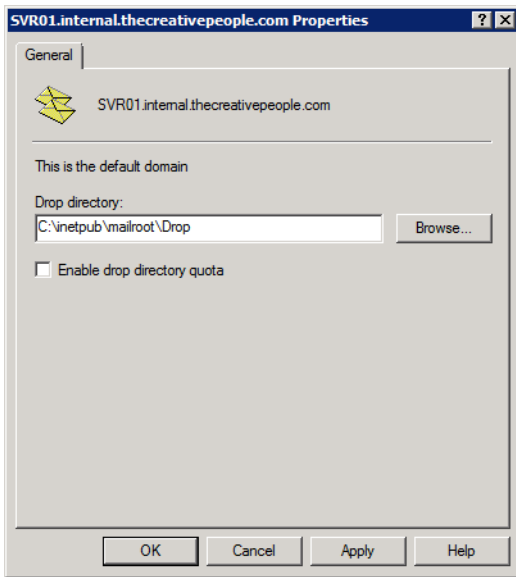 SVR01.internal.thecreativepeople.com Properties
General
SVR01.internal.thecreativepeople.com
This is the default domain
Drop directory:
C:\inetpub\mailroot\Drop
Browse...
Enable drop directory quota
OK
Cancel
Apply
Help